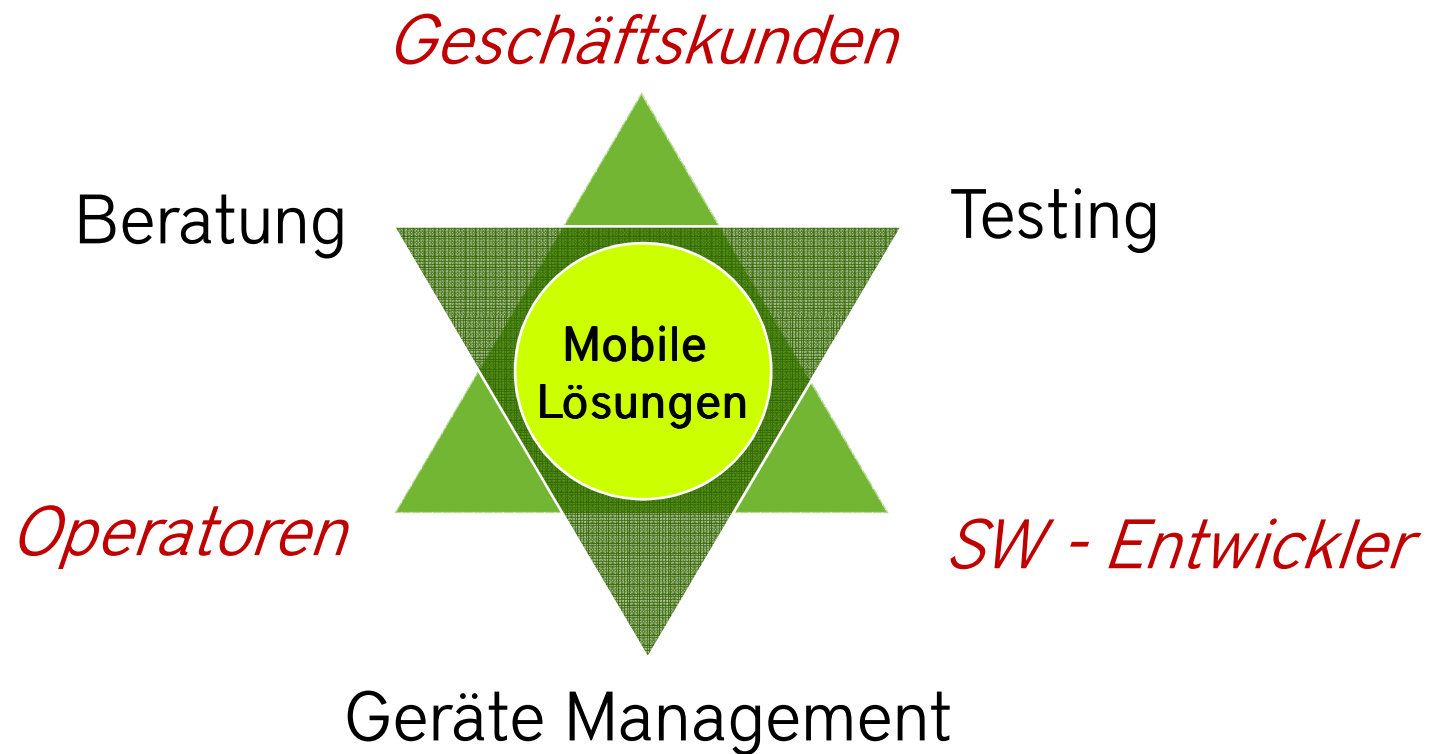 Geschäftskunden
Beratung
Testing
Mobile
Lösungen
Operatoren
SW - Entwickler
Geräte Management